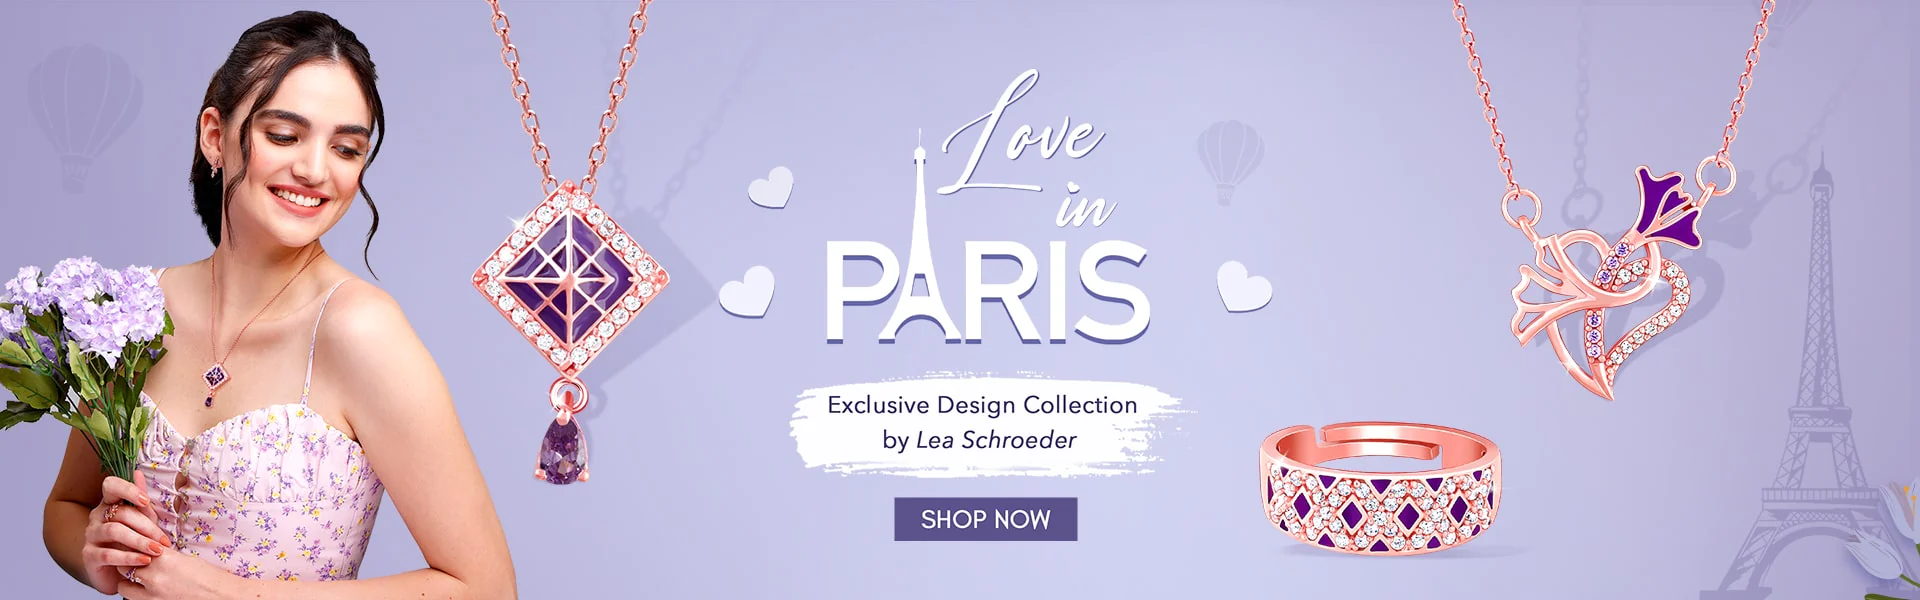 Love
in
PARIS
Exclusive Design Collection
by Lea Schroeder
SHOP NOW